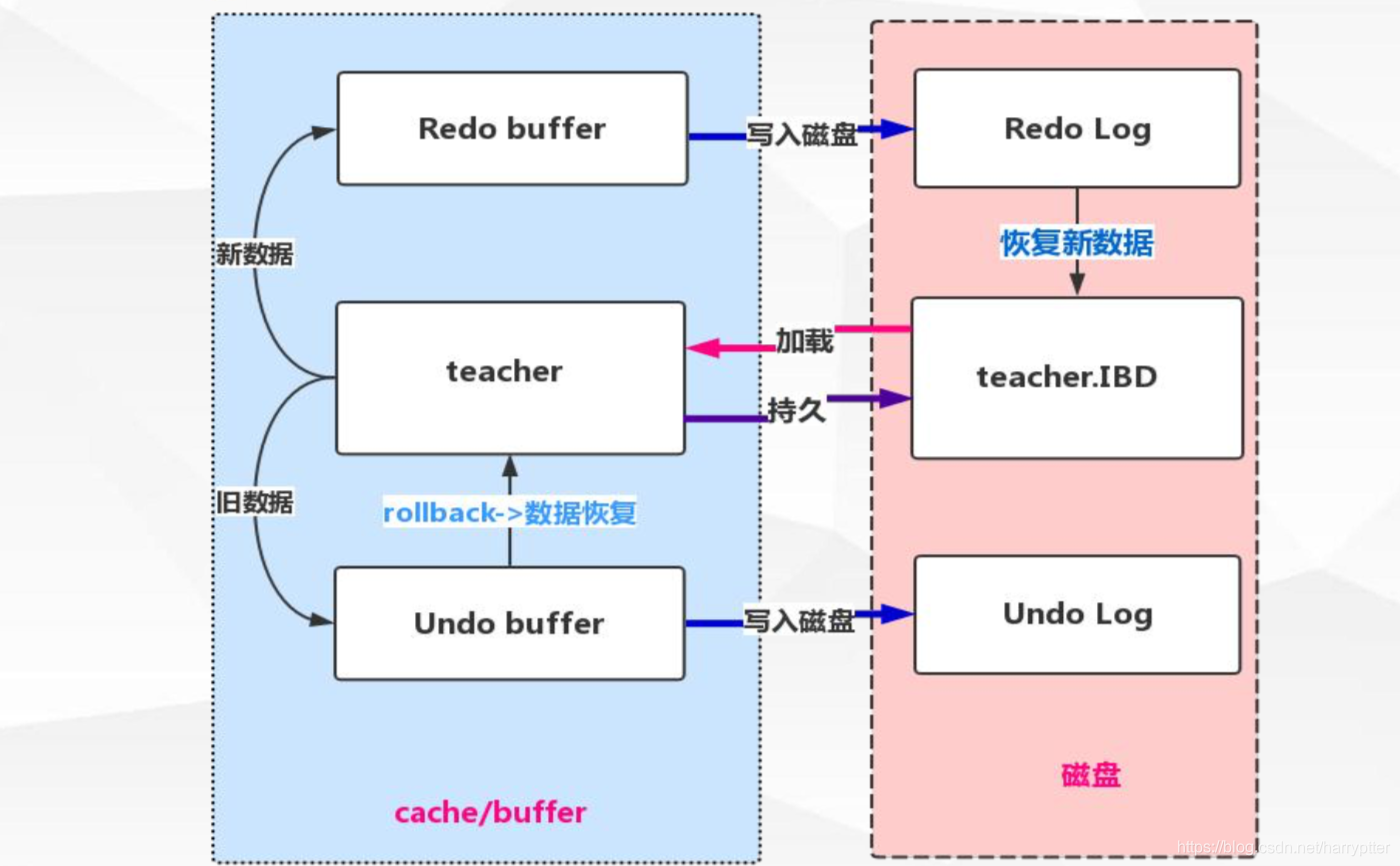 Redo buffer
写入磁盘
Redo Log
新数据
恢复新数据
teacher
加载
持久
teacher.IBD
旧数据
rollback->数据恢复
Undo buffer
写入磁盘
Undo Log
cache/buffer
磁盘
https://blog.csdn.net/harryptter